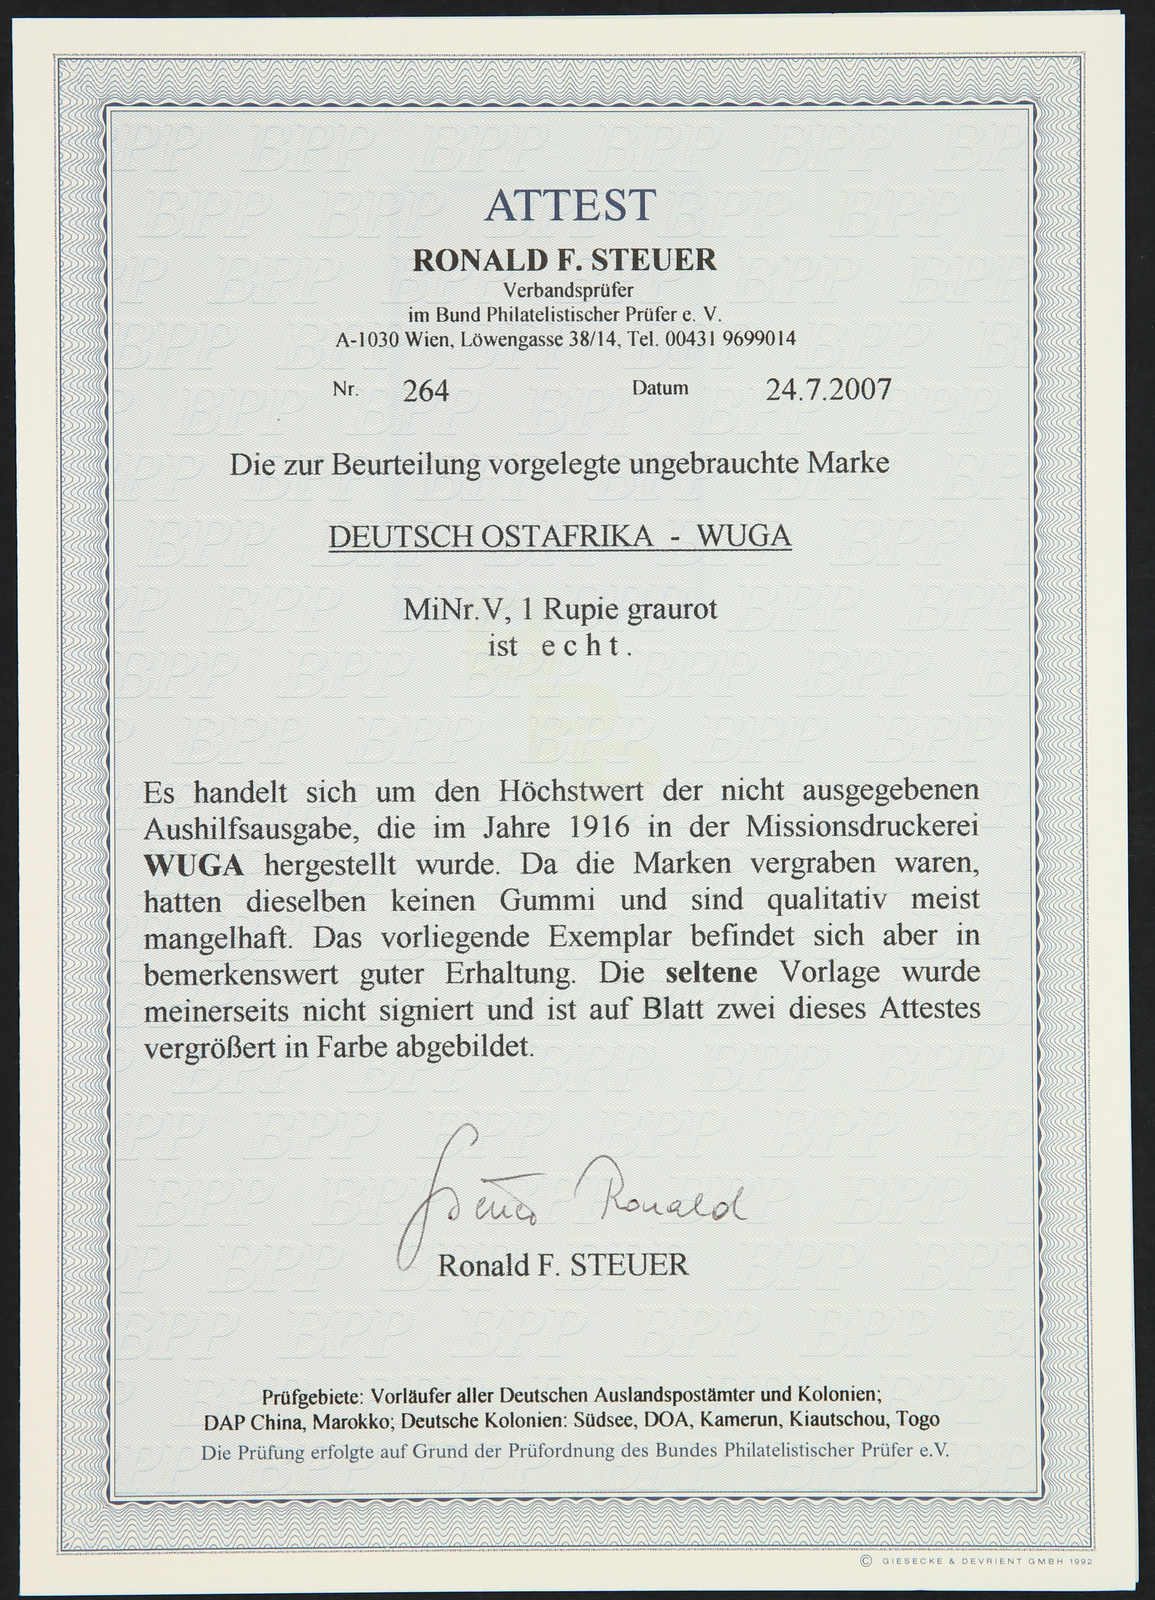 ATTEST
RONALD F. STEUER
Verbandsprüfer
im Bund Philatelistischer Prüfer e. V.
A-1030 Wien, Löwengasse 38/14, Tel. 00431 9699014
Nr. 264 Datum 24.7.2007
Die zur Beurteilung vorgelegte ungebrauchte Marke
DEUTSCH OSTAFRIKA - WUGA
MiNr.V, 1 Rupie graurot
ist e c h t .
Es handelt sich um den Höchstwert der nicht ausgegebenen
Aushilfsausgabe, die im Jahre 1916 in der Missionsdruckerei
WUGA hergestellt wurde. Da die Marken vergraben waren,
hatten dieselben keinen Gummi und sind qualitativ meist
mangelhaft. Das vorliegende Exemplar befindet sich aber in
bemerkenswert guter Erhaltung. Die seltene Vorlage wurde
meinerseits nicht signiert und ist auf Blatt zwei dieses Attestes
vergrößert in Farbe abgebildet.
Steuer Ronald
Ronald F. STEUER
Prüfgebiete: Vorläufer aller Deutschen Auslandspostämter und Kolonien;
DAP China, Marokko; Deutsche Kolonien: Südsee, DOA, Kamerun, Kiautschou, Togo
Die Prüfung erfolgte auf Grund der Prüfordnung des Bundes Philatelistischer Prüfer e.V.
© GIESECKE & DEVRIENT GMBH 1992